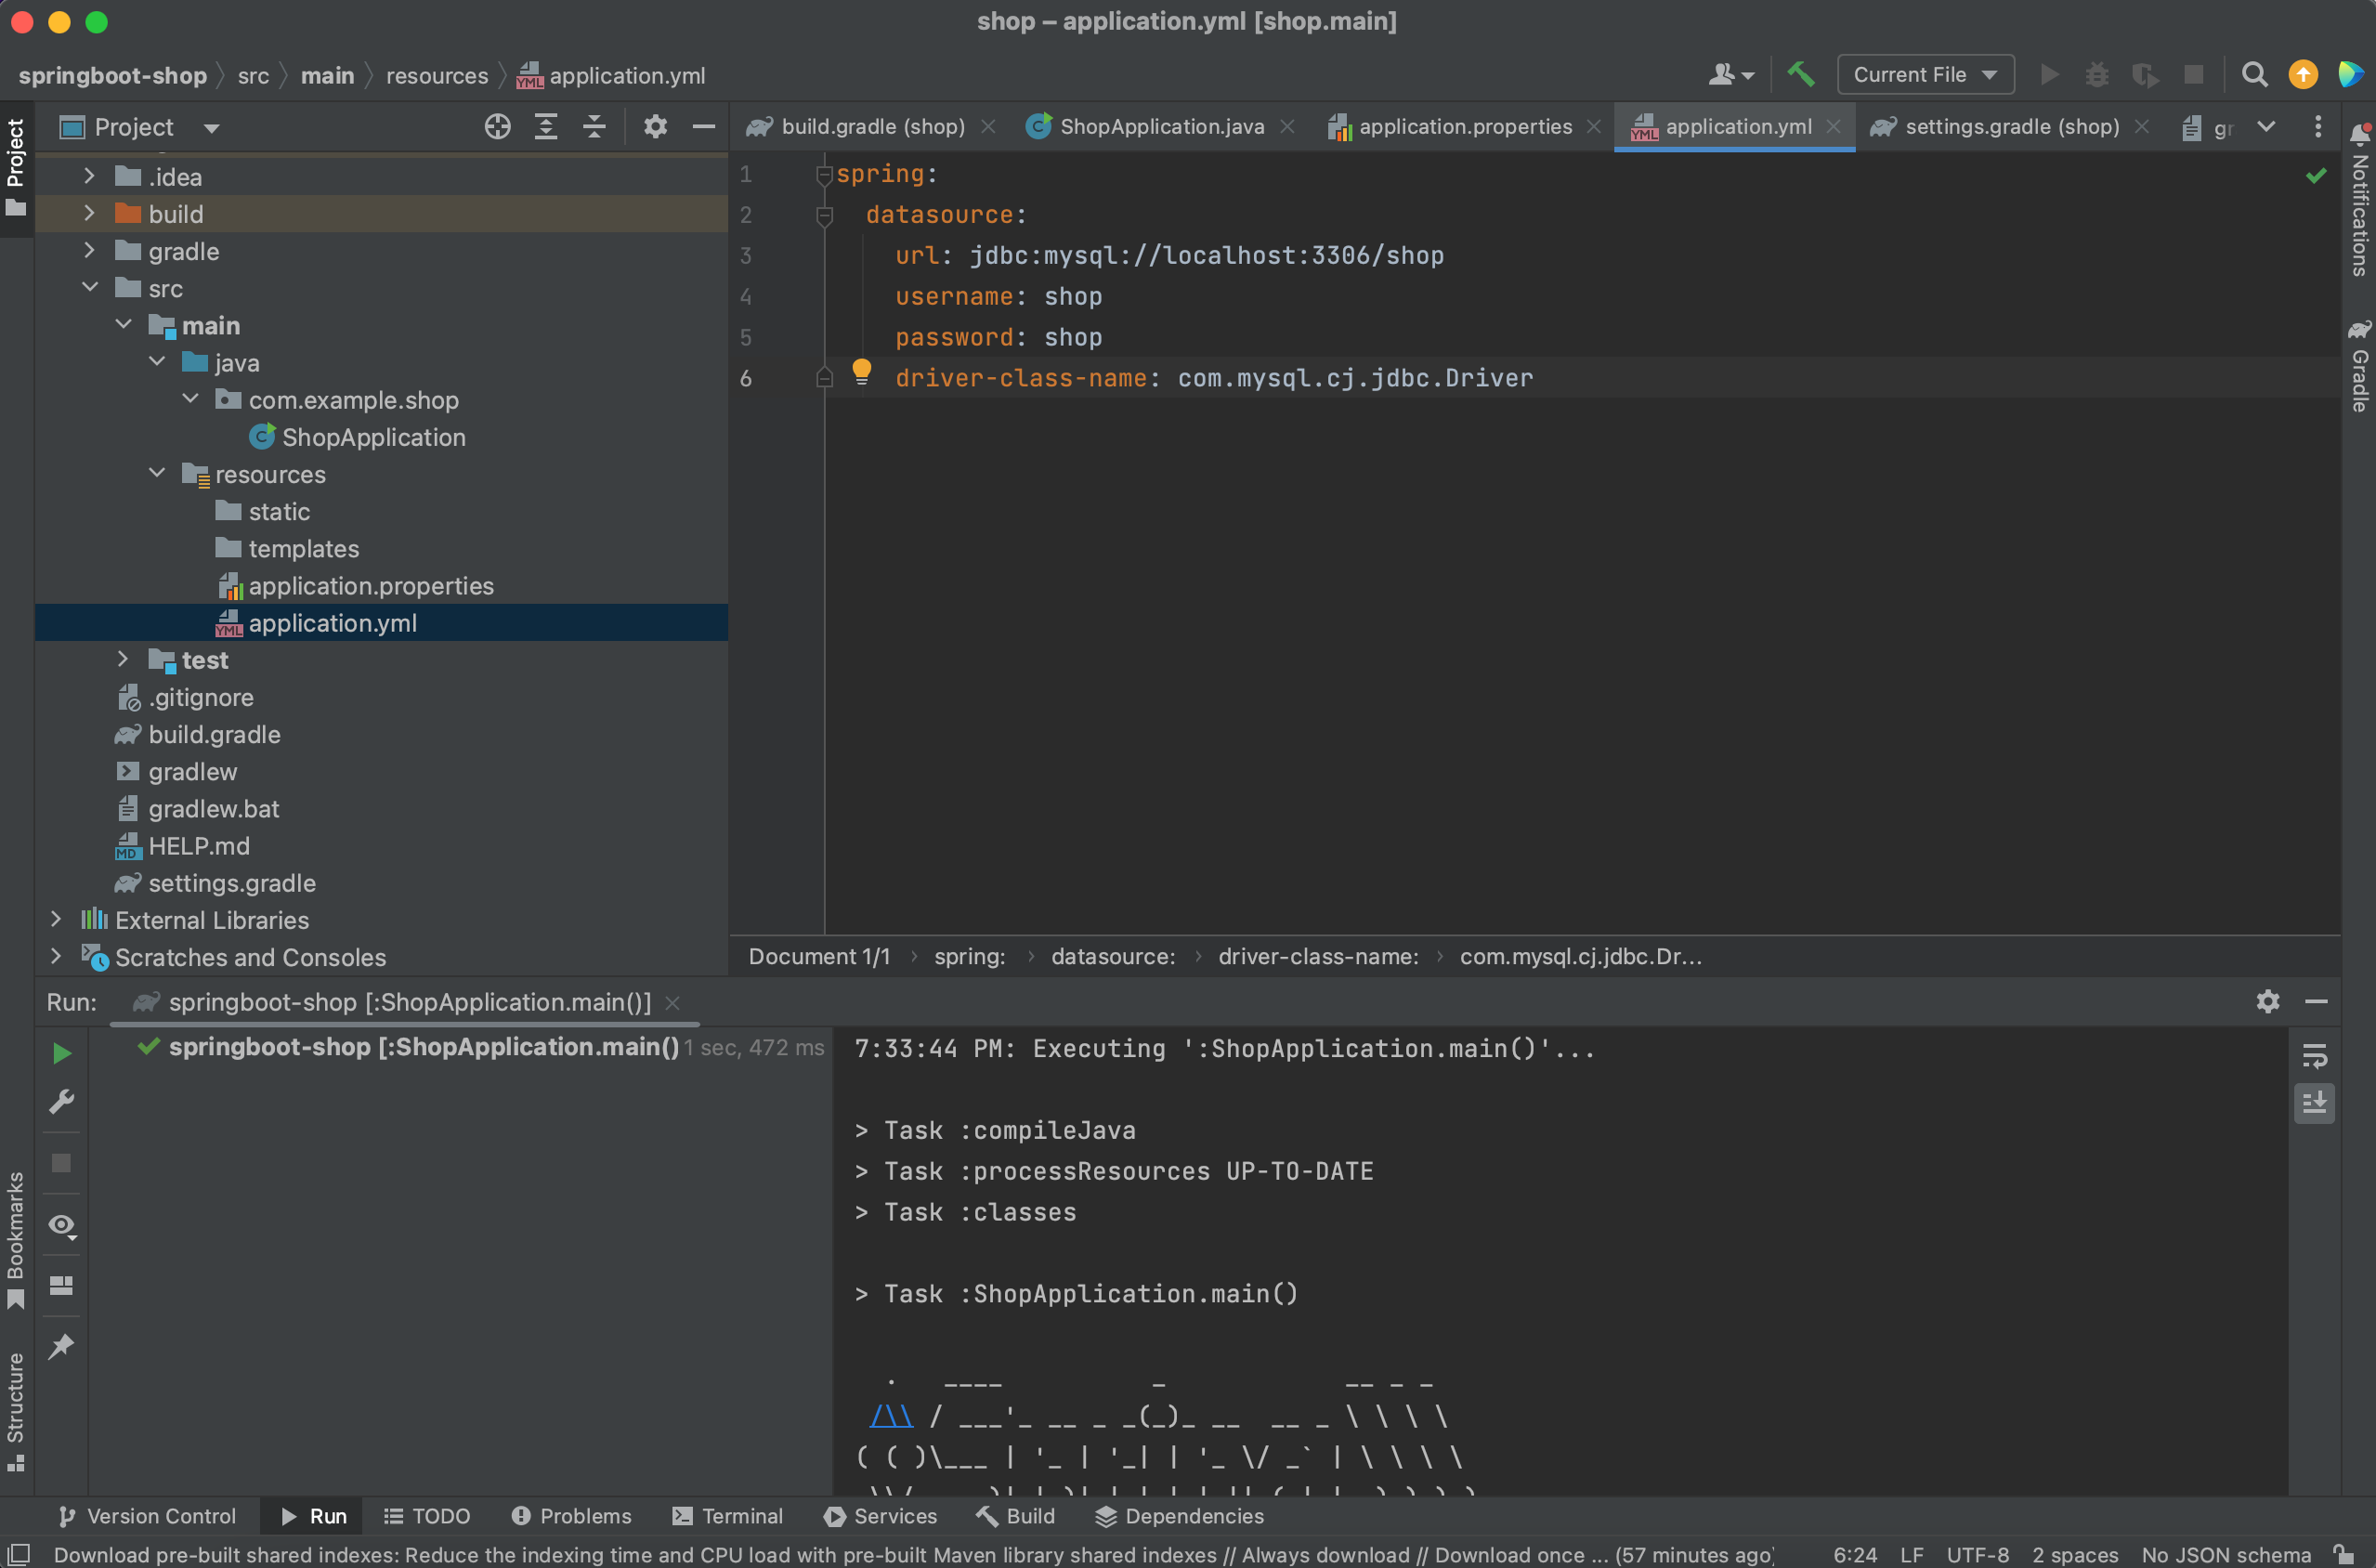 shop – application.yml [shop.main]
springboot-shop src main resources application.yml
Current File
Project
Project
build.gradle (shop) ShopApplication.java application.properties application.yml settings.gradle (shop) gr
Notifications
Gradle
.idea
build
gradle
src
main
java
com.example.shop
ShopApplication
resources
static
templates
application.properties
application.yml
test
.gitignore
build.gradle
gradlew
gradlew.bat
HELP.md
settings.gradle
External Libraries
Scratches and Consoles
1 spring:
2 datasource:
3 url: jdbc:mysql://localhost:3306/shop
4 username: shop
5 password: shop
6 driver-class-name: com.mysql.cj.jdbc.Driver
Document 1/1 › spring: › datasource: › driver-class-name: › com.mysql.cj.jdbc.Dr...
Run: springboot-shop [:ShopApplication.main()]
springboot-shop [:ShopApplication.main() 1 sec, 472 ms
7:33:44 PM: Executing ':ShopApplication.main()'...
> Task :compileJava
> Task :processResources UP-TO-DATE
> Task :classes
> Task :ShopApplication.main()
Bookmarks
Structure
Version Control Run TODO Problems Terminal Services Build Dependencies
Download pre-built shared indexes: Reduce the indexing time and CPU load with pre-built Maven library shared indexes // Always download // Download once ... (57 minutes ago) 6:24 LF UTF-8 2 spaces No JSON schema